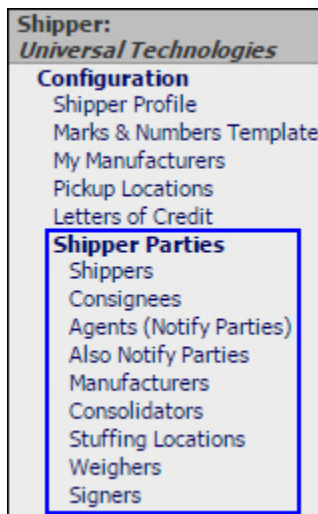 Shipper:
Universal Technologies
Configuration
Shipper Profile
Marks & Numbers Template
My Manufacturers
Pickup Locations
Letters of Credit
Shipper Parties
Shippers
Consignees
Agents (Notify Parties)
Also Notify Parties
Manufacturers
Consolidators
Stuffing Locations
Weighers
Signers